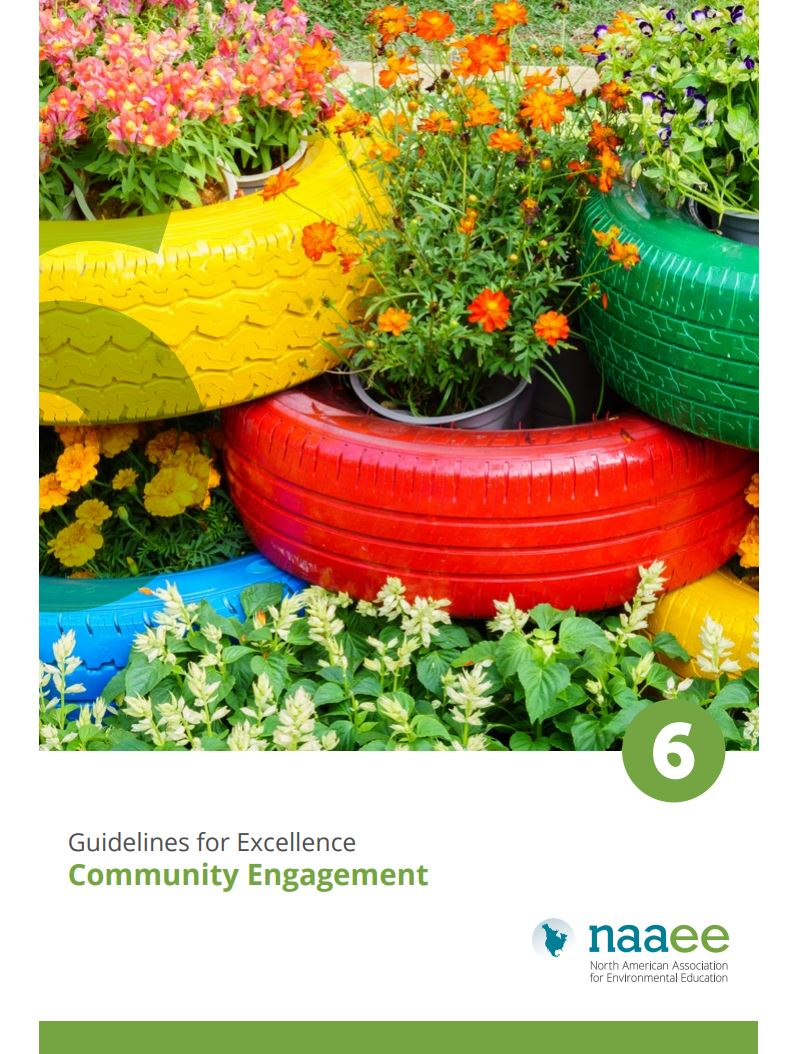 6
Guidelines for Excellence
Community Engagement
naaee
North American Association
for Environmental Education